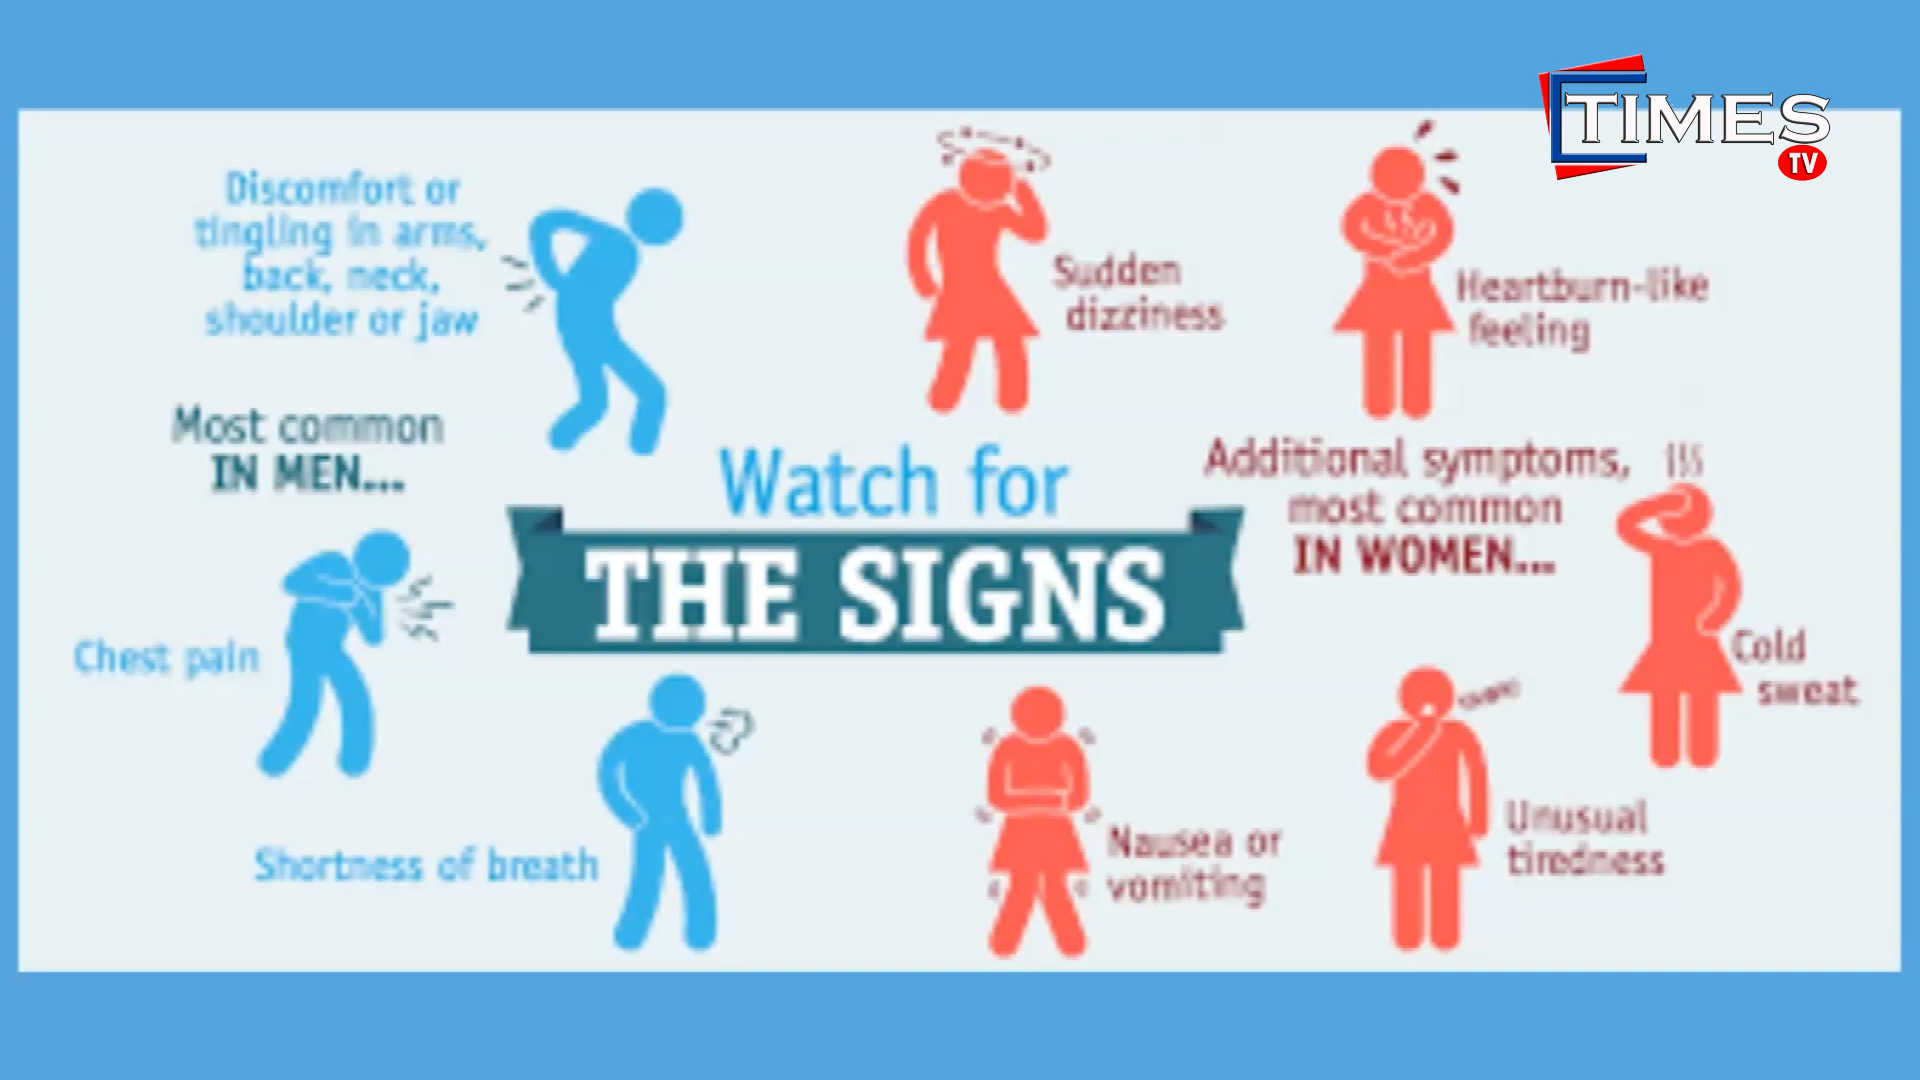 TIMES
TV
Discomfort or
tingling in arms,
back, neck,
shoulder or jaw
Sudden
dizziness
Heartburn-like
feeling
Most common
IN MEN...
Watch for
THE SIGNS
Additional symptoms,
most common
IN WOMEN...
Chest pain
Cold
sweat
Shortness of breath
Nausea or
vomiting
Unusual
tiredness